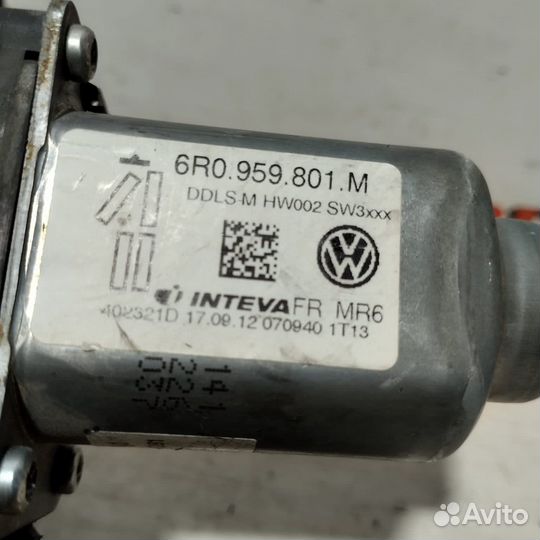 6R0.959.801.M
DDLS-M HW002 SW3xxx
INTEVA FR MR6
402321D 17.09.12 070940 1T13
Avito